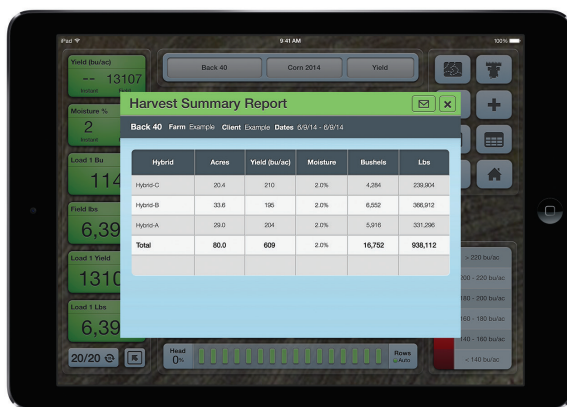 iPad
9:41 AM
100%
Yield (bu/ac)
-- 13107
Instant
Back 40
Corn 2014
Yield
Moisture %
2
Instant
Load 1 Bu
114
Field lbs
6,39
Load 1 Yield
1310
Load 1 Lbs
6,39
20/20
Harvest Summary Report
Back 40 Farm Example Client Example Dates 6/9/14 - 6/9/14
Hybrid Acres Yield (bu/ac) Moisture Bushels Lbs
Hybrid-C 20.4 210 2.0% 4,284 239,904
Hybrid-B 33.6 195 2.0% 6,552 366,912
Hybrid-A 29.0 204 2.0% 5,916 331,296
Total 80.0 609 2.0% 16,752 938,112
> 220 bu/ac
200 - 220 bu/ac
180 - 200 bu/ac
160 - 180 bu/ac
140 - 160 bu/ac
< 140 bu/ac
Head
0%
Rows
Auto